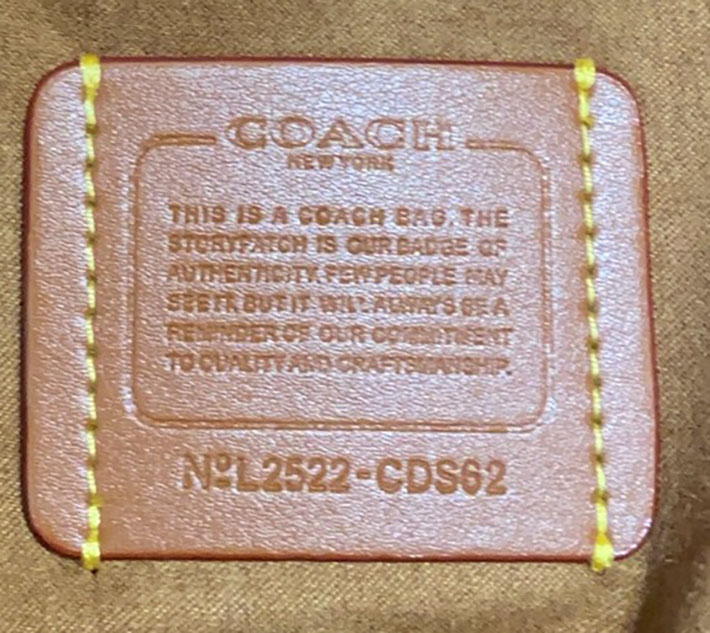 COACH
NEW YORK
THIS IS A COACH BAG. THE
STORYPATCH IS OUR BADGE OF
AUTHENTICITY. FEW PEOPLE MAY
SEE IT, BUT IT WILL ALWAYS BE A
REMINDER OF OUR COMMITMENT
TO QUALITY AND CRAFTSMANSHIP.
NºL2522-CDS62